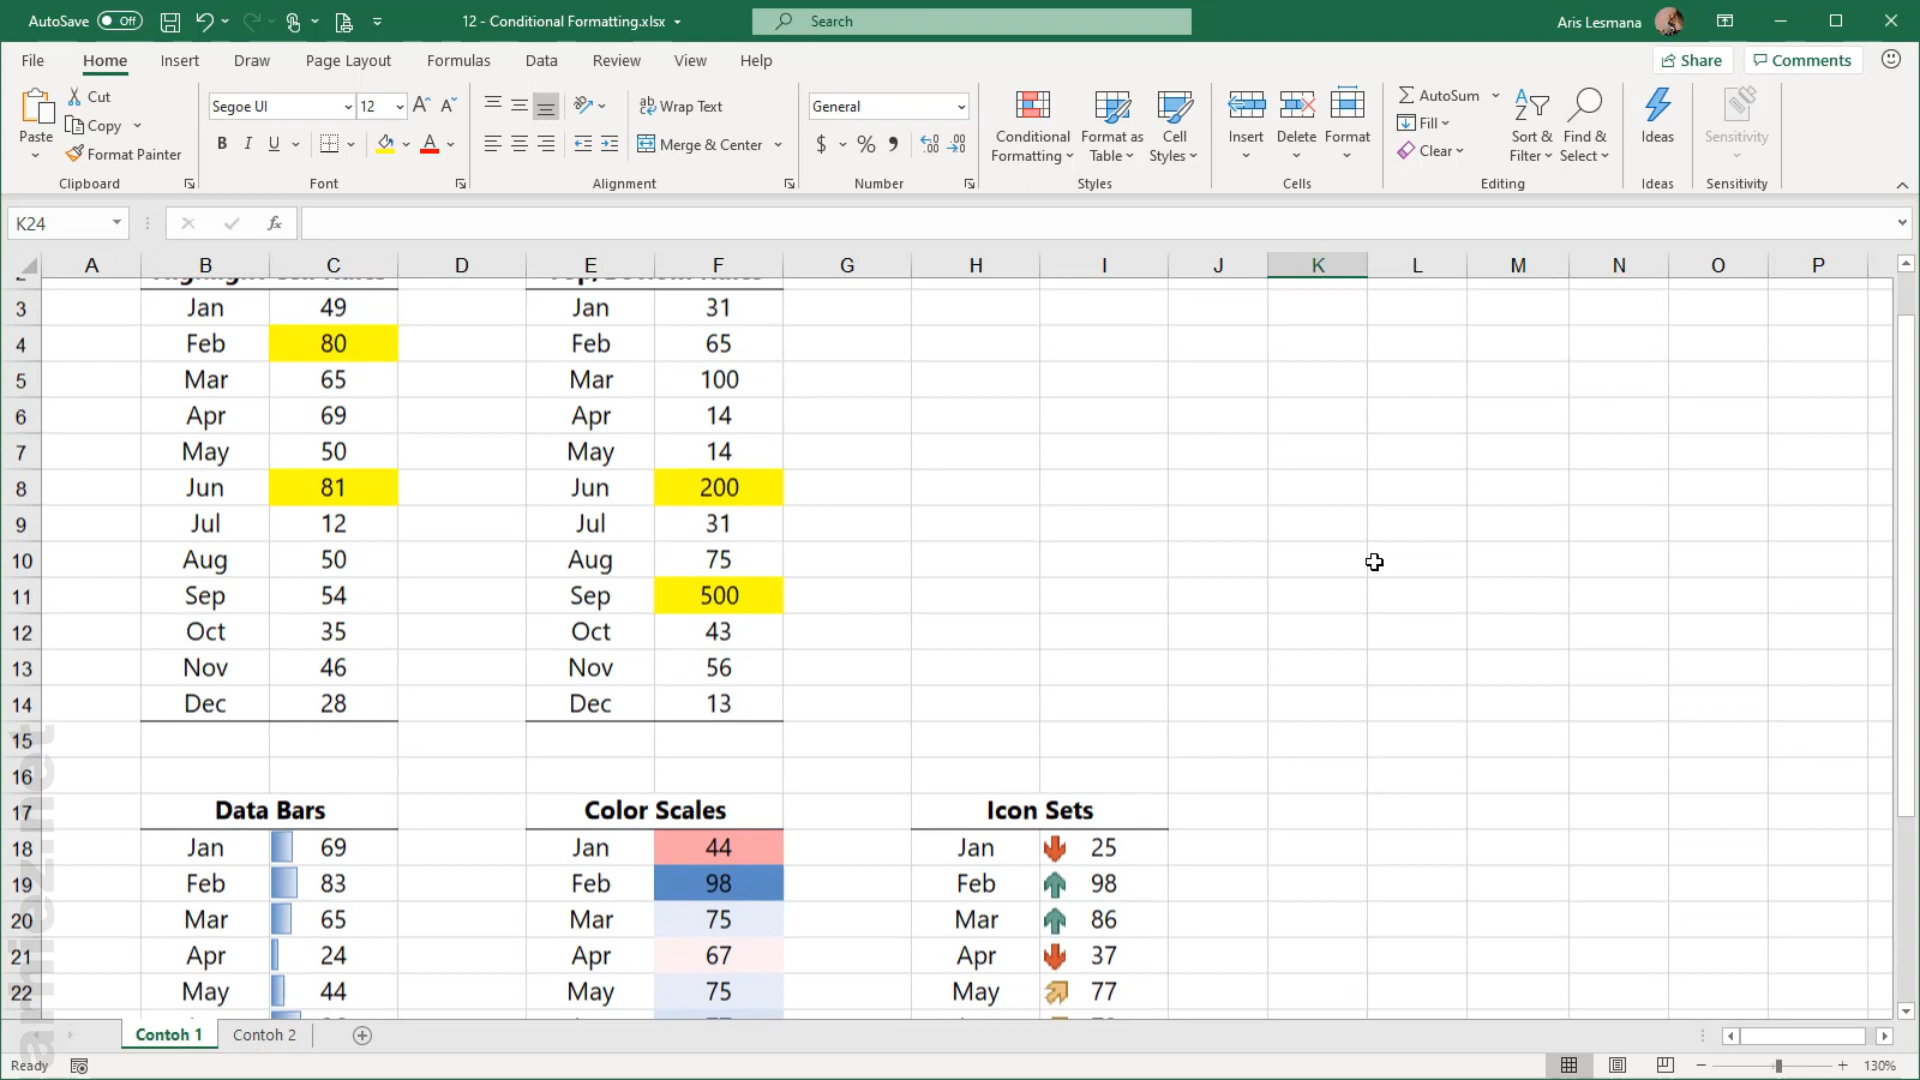 AutoSave Off 12 - Conditional Formatting.xlsx Search Aris Lesmana
File Home Insert Draw Page Layout Formulas Data Review View Help Share Comments
Paste Cut Copy Format Painter Clipboard
Segoe UI 12 B I U A Font
ab Wrap Text Merge & Center Alignment
General $ % Number
Conditional Formatting Format as Table Cell Styles Styles
Insert Delete Format Cells
AutoSum Fill Clear Sort & Filter Find & Select Editing
Ideas Ideas
Sensitivity Sensitivity
K24 fx
A B C D E F G H I J K L M N O P
3 Jan 49 Jan 31
4 Feb 80 Feb 65
5 Mar 65 Mar 100
6 Apr 69 Apr 14
7 May 50 May 14
8 Jun 81 Jun 200
9 Jul 12 Jul 31
10 Aug 50 Aug 75
11 Sep 54 Sep 500
12 Oct 35 Oct 43
13 Nov 46 Nov 56
14 Dec 28 Dec 13
15
16
17 Data Bars Color Scales Icon Sets
18 Jan 69 Jan 44 Jan 25
19 Feb 83 Feb 98 Feb 98
20 Mar 65 Mar 75 Mar 86
21 Apr 24 Apr 67 Apr 37
22 May 44 May 75 May 77
Contoh 1 Contoh 2
Ready 130%